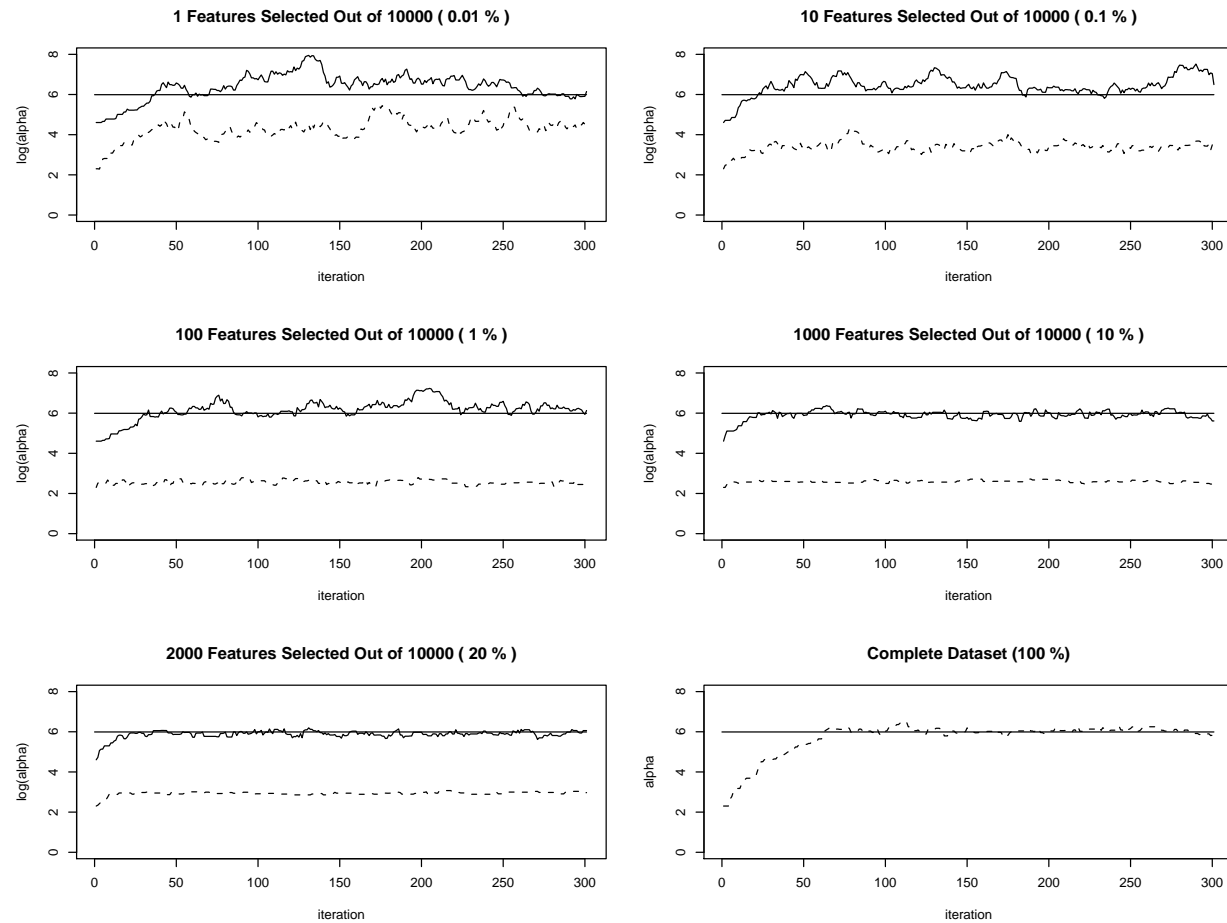 1 Features Selected Out of 10000 ( 0.01 % )
log(alpha)
8
6
4
2
0
0 50 100 150 200 250 300
iteration
10 Features Selected Out of 10000 ( 0.1 % )
log(alpha)
8
6
4
2
0
0 50 100 150 200 250 300
iteration
100 Features Selected Out of 10000 ( 1 % )
log(alpha)
8
6
4
2
0
0 50 100 150 200 250 300
iteration
1000 Features Selected Out of 10000 ( 10 % )
log(alpha)
8
6
4
2
0
0 50 100 150 200 250 300
iteration
2000 Features Selected Out of 10000 ( 20 % )
log(alpha)
8
6
4
2
0
0 50 100 150 200 250 300
iteration
Complete Dataset (100 %)
alpha
8
6
4
2
0
0 50 100 150 200 250 300
iteration